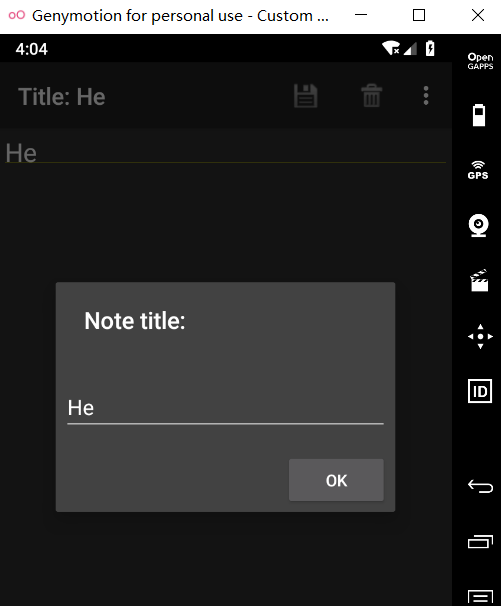 Genymotion for personal use - Custom ...
4:04
Open
GAPPS
Title: He
He
GPS
Note title:
He
ID
OK